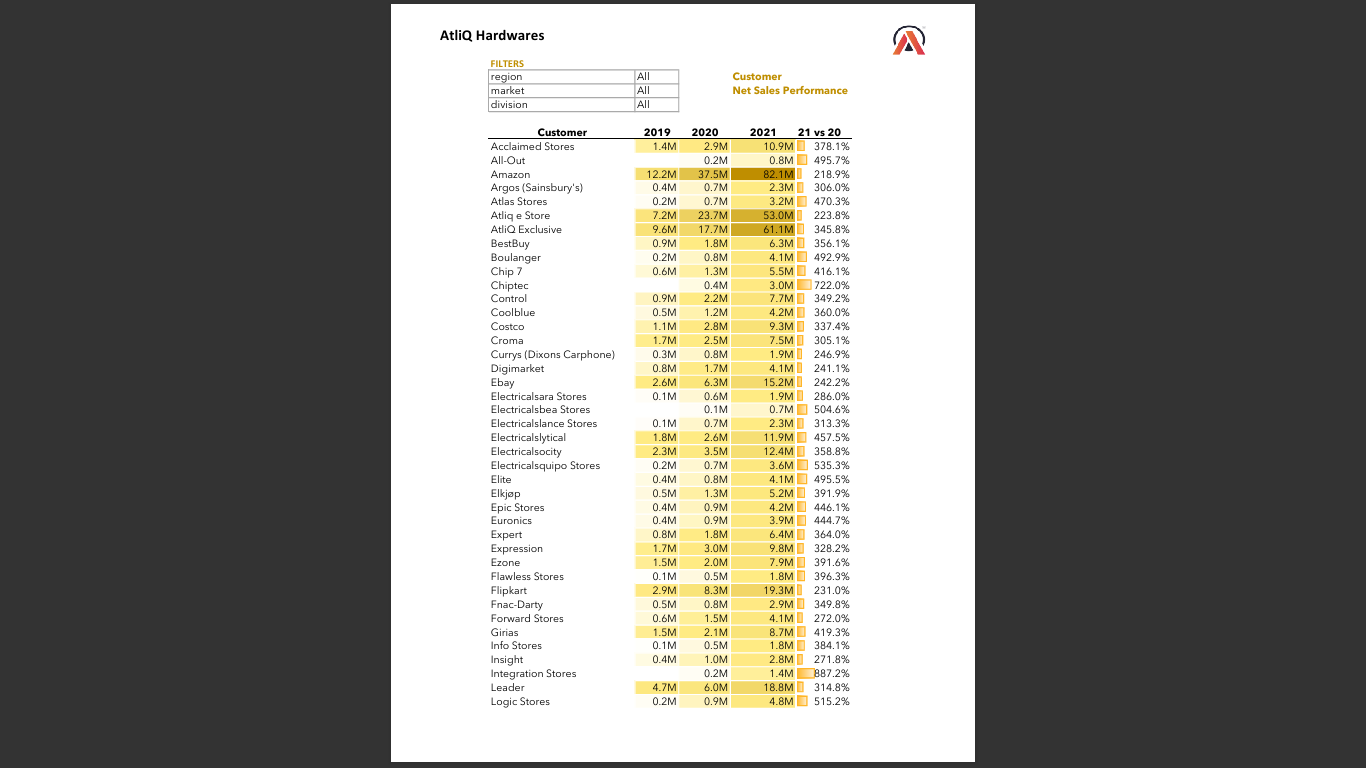 AtliQ Hardwares
FILTERS
region All
market All
division All
Customer
Net Sales Performance
Customer 2019 2020 2021 21 vs 20
Acclaimed Stores 1.4M 2.9M 10.9M 378.1%
All-Out 0.2M 0.8M 495.7%
Amazon 12.2M 37.5M 82.1M 218.9%
Argos (Sainsbury's) 0.4M 0.7M 2.3M 306.0%
Atlas Stores 0.2M 0.7M 3.2M 470.3%
Atliq e Store 7.2M 23.7M 53.0M 223.8%
AtliQ Exclusive 9.6M 17.7M 61.1M 345.8%
BestBuy 0.9M 1.8M 6.3M 356.1%
Boulanger 0.2M 0.8M 4.1M 492.9%
Chip 7 0.6M 1.3M 5.5M 416.1%
Chiptec 0.4M 3.0M 722.0%
Control 0.9M 2.2M 7.7M 349.2%
Coolblue 0.5M 1.2M 4.2M 360.0%
Costco 1.1M 2.8M 9.3M 337.4%
Croma 1.7M 2.5M 7.5M 305.1%
Currys (Dixons Carphone) 0.3M 0.8M 1.9M 246.9%
Digimarket 0.8M 1.7M 4.1M 241.1%
Ebay 2.6M 6.3M 15.2M 242.2%
Electricalsara Stores 0.1M 0.6M 1.9M 286.0%
Electricalsbea Stores 0.1M 0.7M 504.6%
Electricalslance Stores 0.1M 0.7M 2.3M 313.3%
Electricalslytical 1.8M 2.6M 11.9M 457.5%
Electricalsocity 2.3M 3.5M 12.4M 358.8%
Electricalsquipo Stores 0.2M 0.7M 3.6M 535.3%
Elite 0.4M 0.8M 4.1M 495.5%
Elkjøp 0.5M 1.3M 5.2M 391.9%
Epic Stores 0.4M 0.9M 4.2M 446.1%
Euronics 0.4M 0.9M 3.9M 444.7%
Expert 0.8M 1.8M 6.4M 364.0%
Expression 1.7M 3.0M 9.8M 328.2%
Ezone 1.5M 2.0M 7.9M 391.6%
Flawless Stores 0.1M 0.5M 1.8M 396.3%
Flipkart 2.9M 8.3M 19.3M 231.0%
Fnac-Darty 0.5M 0.8M 2.9M 349.8%
Forward Stores 0.6M 1.5M 4.1M 272.0%
Girias 1.5M 2.1M 8.7M 419.3%
Info Stores 0.1M 0.5M 1.8M 384.1%
Insight 0.4M 1.0M 2.8M 271.8%
Integration Stores 0.2M 1.4M 887.2%
Leader 4.7M 6.0M 18.8M 314.8%
Logic Stores 0.2M 0.9M 4.8M 515.2%